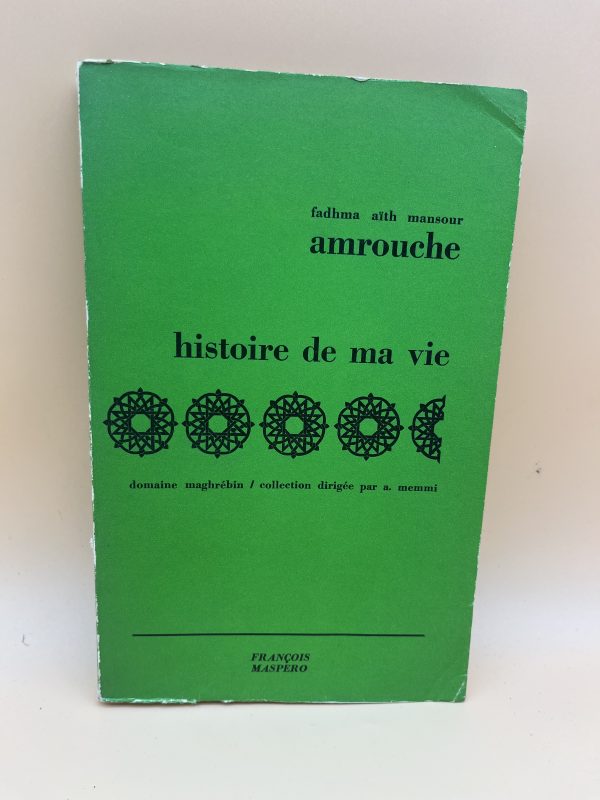 fadhma aïth mansour
amrouche
histoire de ma vie
domaine maghrébin / collection dirigée par a. memmi
FRANÇOIS
MASPERO